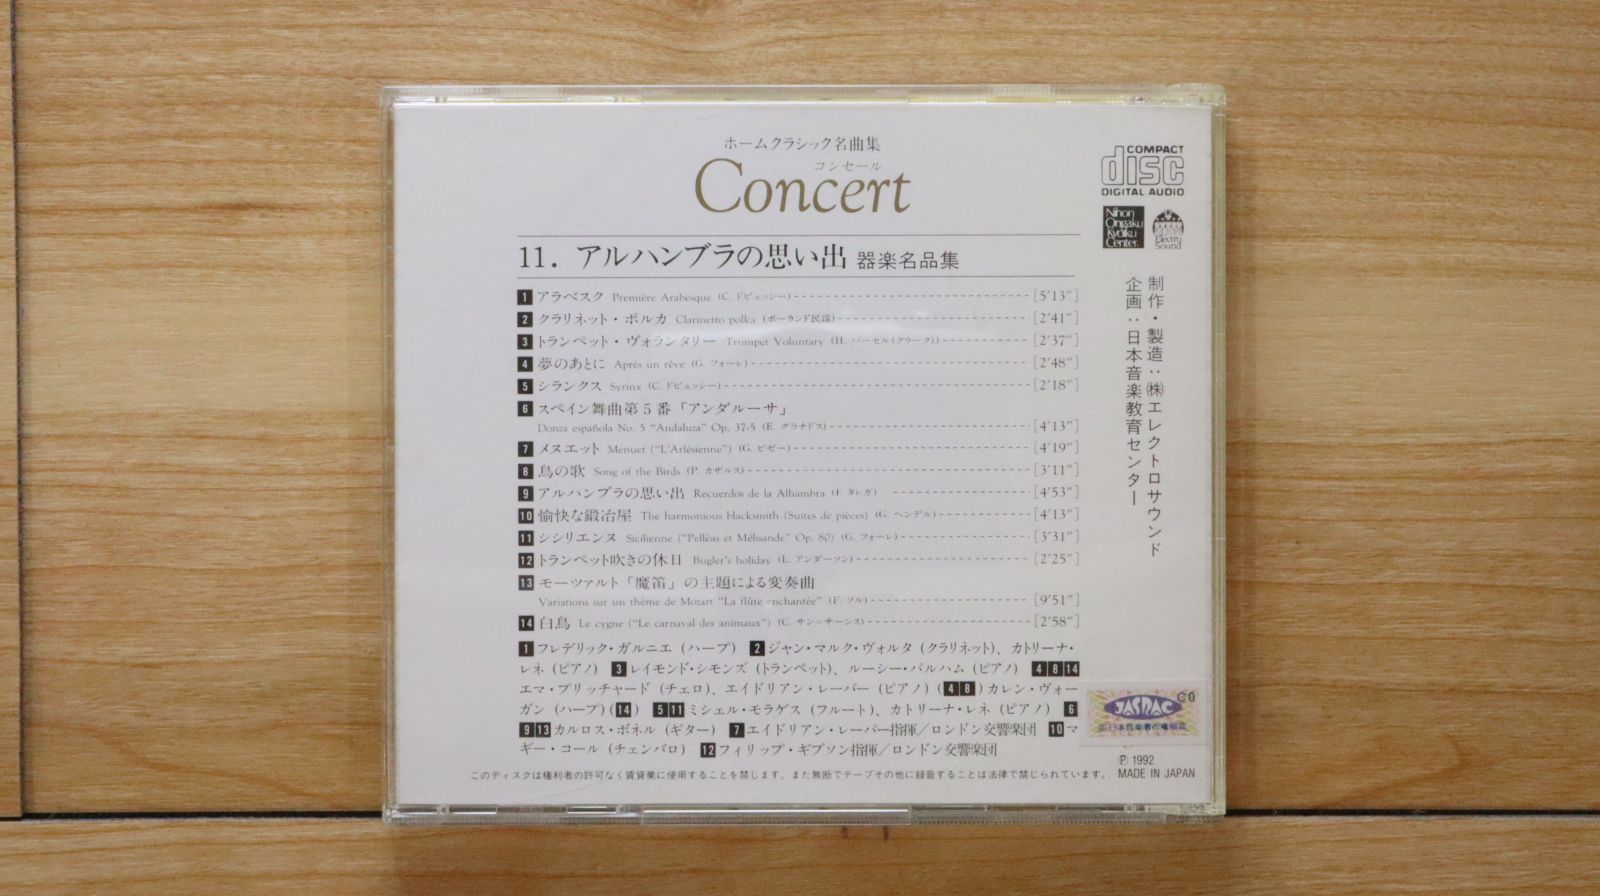 ホームクラシック名曲集
コンセール
Concert
COMPACT
disc
DIGITAL AUDIO
Nihon
Ongaku
Kyōiku
Center.
Electro
Sound
11. アルハンブラの思い出 器楽名品集
1 アラベスク Première Arabesque (C. ドビュッシー) [5'13"]
2 クラリネット・ポルカ Clarinetto polka (ポーランド民謡) [2'41"]
3 トランペット・ヴォランタリー Trumpet Voluntary (H. パーセル(クラーク)) [2'37"]
4 夢のあとに Après un rêve (G. フォーレ) [2'48"]
5 シランクス Syrinx (C. ドビュッシー) [2'18"]
6 スペイン舞曲第5番「アンダルーサ」
Donza española No. 5 "Andaluza" Op. 37-5 (E. グラナドス) [4'13"]
7 メヌエット Menuet ("L'Arlésienne") (G. ビゼー) [4'19"]
8 鳥の歌 Song of the Birds (P. カザルス) [3'11"]
9 アルハンブラの思い出 Recuerdos de la Alhambra (F. タレガ) [4'53"]
10 愉快な鍛冶屋 The harmonious blacksmith (Suites de pièces) (G. ヘンデル) [4'13"]
11 シシリエンヌ Sicilienne ("Pelléas et Mélisande" Op. 80) (G. フォーレ) [3'31"]
12 トランペット吹きの休日 Bugler's holiday (L. アンダーソン) [2'25"]
13 モーツァルト「魔笛」の主題による変奏曲
Variations sur un thème de Mozart "La flûte enchantée" (F. ソル) [9'51"]
14 白鳥 Le cygne ("Le carnaval des animaux") (C. サン=サーンス) [2'58"]
1 フレデリック・ガルニエ (ハープ) 2 ジャン・マルク・ヴォルタ (クラリネット)、カトリーナ・
レネ (ピアノ) 3 レイモンド・シモンズ (トランペット)、ルーシー・パルハム (ピアノ) 4 8 14
エマ・プリッチャード (チェロ)、エイドリアン・レーパー (ピアノ) (4 8) カレン・ヴォー
ガン (ハープ) (14) 5 11 ミシェル・モラゲス (フルート)、カトリーナ・レネ (ピアノ) 6
9 13 カルロス・ボネル (ギター) 7 エイドリアン・レーパー指揮/ロンドン交響楽団 10 マ
ギー・コール (チェンバロ) 12 フィリップ・ギブソン指揮/ロンドン交響楽団
このディスクは権利者の許可なく賃貸業に使用することを禁じます。また無断でテープその他に録音することは法律で禁じられています。
制作・製造:㈱エレクトロサウンド
企画:日本音楽教育センター
C0
JASRAC
℗ 1992
MADE IN JAPAN